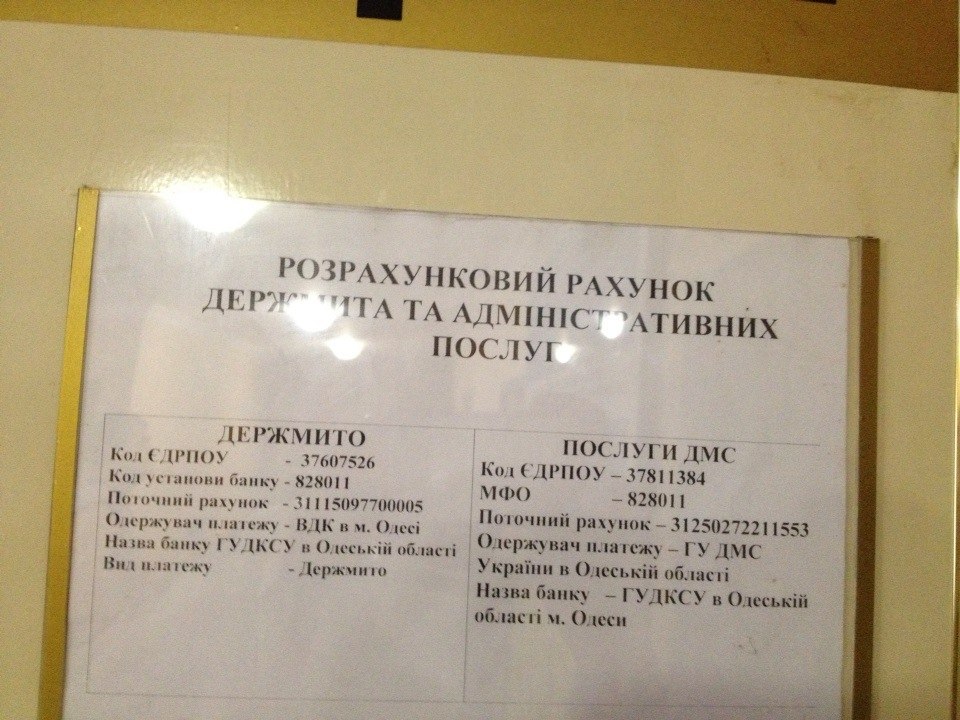 РОЗРАХУНКОВИЙ РАХУНОК
ДЕРЖМИТА ТА АДМІНІСТРАТИВНИХ
ПОСЛУГ
ДЕРЖМИТО
Код ЄДРПОУ - 37607526
Код установи банку - 828011
Поточний рахунок - 31115097700005
Одержувач платежу - ВДК в м. Одесі
Назва банку ГУДКСУ в Одеській області
Вид платежу - Держмито
ПОСЛУГИ ДМС
Код ЄДРПОУ – 37811384
МФО – 828011
Поточний рахунок – 31250272211553
Одержувач платежу – ГУ ДМС
України в Одеській області
Назва банку – ГУДКСУ в Одеській
області м. Одеси